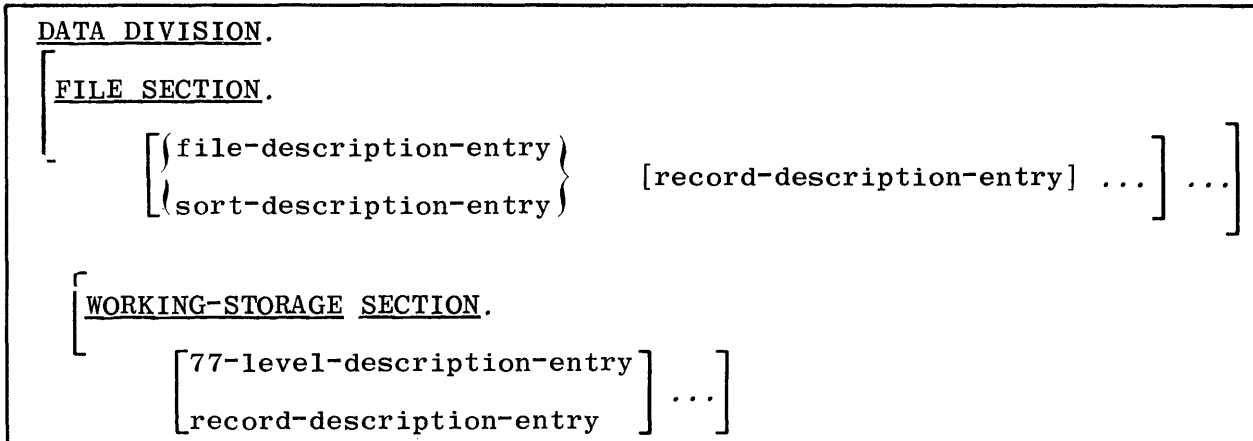 DATA DIVISION.
FILE SECTION.
file-description-entry
sort-description-entry
[record-description-entry] ... ...
WORKING-STORAGE SECTION.
77-level-description-entry
record-description-entry
...